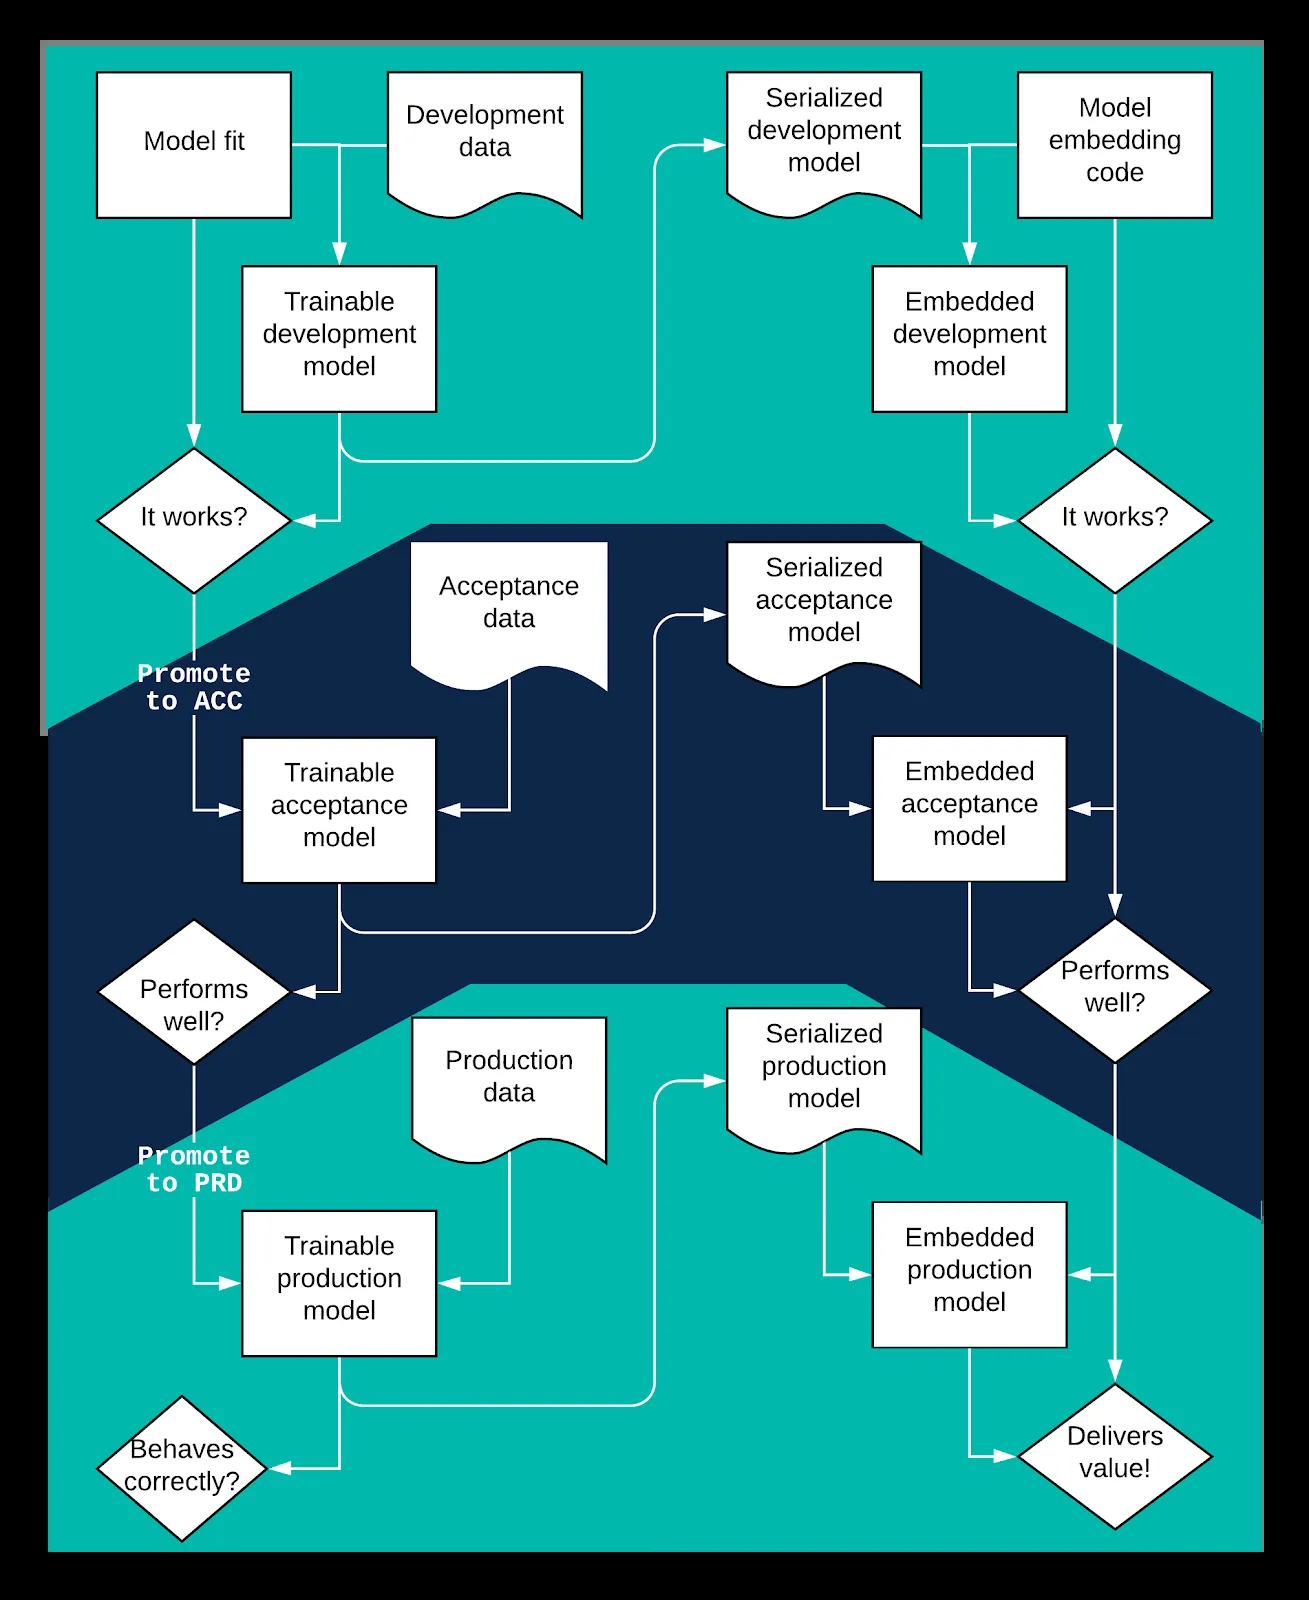 Model fit
Development
data
Serialized
development
model
Model
embedding
code
Trainable
development
model
Embedded
development
model
It works?
It works?
Acceptance
data
Serialized
acceptance
model
Promote
to ACC
Trainable
acceptance
model
Embedded
acceptance
model
Performs
well?
Performs
well?
Production
data
Serialized
production
model
Promote
to PRD
Trainable
production
model
Embedded
production
model
Behaves
correctly?
Delivers
value!